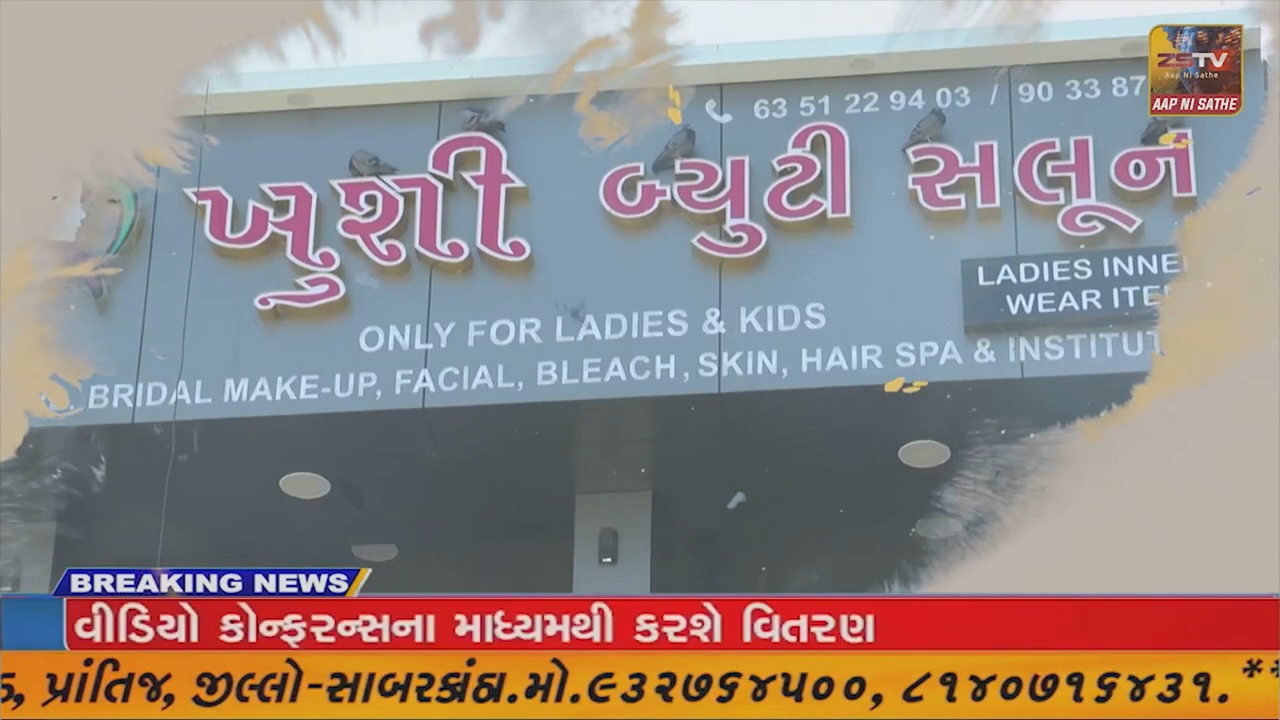 ZSTV
Aap Ni Sathe
AAP NI SATHE
63 51 22 94 03 / 90 33 87
ખુશી બ્યુટી સલૂન
LADIES INNE
WEAR ITE
ONLY FOR LADIES & KIDS
BRIDAL MAKE-UP, FACIAL, BLEACH, SKIN, HAIR SPA & INSTITUT
BREAKING NEWS
વીડિયો કોન્ફરન્સના માધ્યમથી કરશે વિતરણ
, પ્રાંતિજ, જીલ્લો-સાબરકાંઠા.મો.૯૩૨૭૬૪૫૦૦, ૮૧૪૦૭૧૬૪૩૧. **